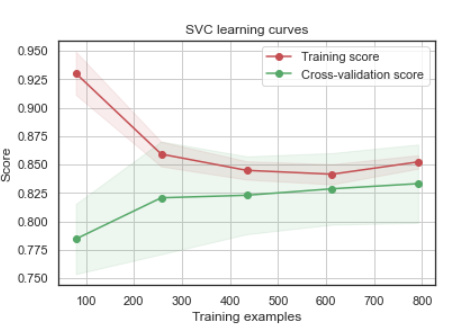 SVC learning curves
Training score
Cross-validation score
0.950
0.925
0.900
0.875
0.850
0.825
0.800
0.775
0.750
Score
100 200 300 400 500 600 700 800
Training examples